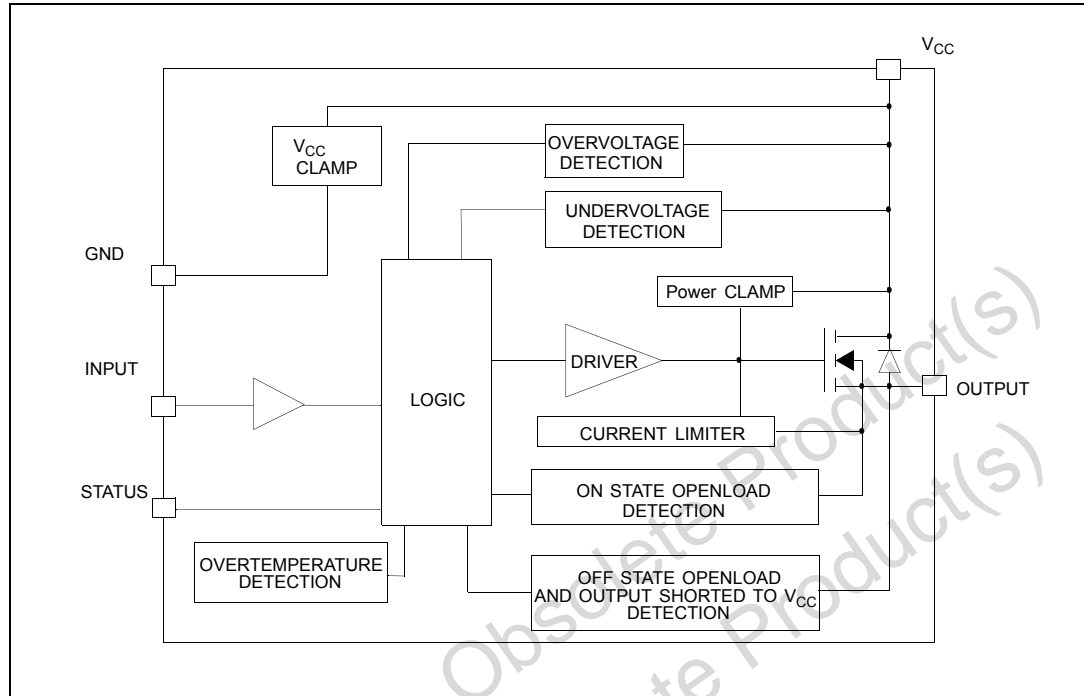 VCC
VCC
CLAMP
OVERVOLTAGE
DETECTION
UNDERVOLTAGE
DETECTION
GND
Power CLAMP
INPUT
DRIVER
LOGIC
OUTPUT
CURRENT LIMITER
STATUS
ON STATE OPENLOAD
DETECTION
OVERTEMPERATURE
DETECTION
OFF STATE OPENLOAD
AND OUTPUT SHORTED TO VCC
DETECTION
Obsolete Product(s)
ete Product(s)